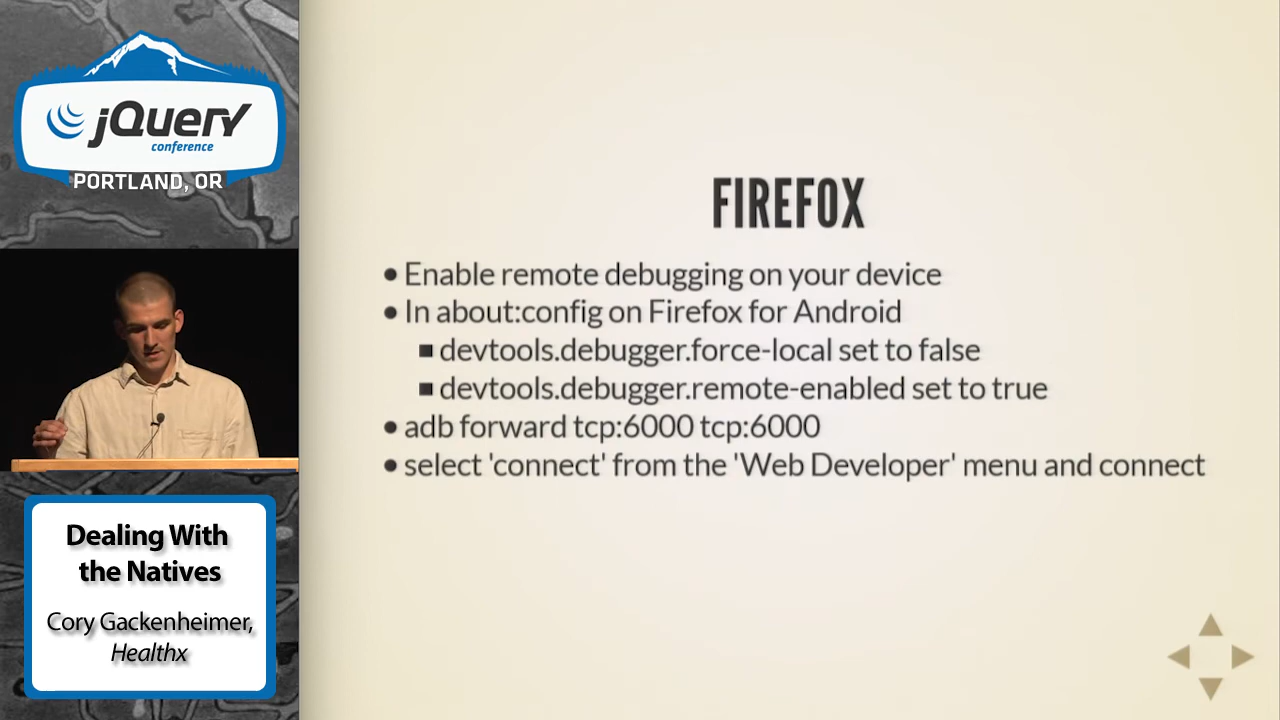 jQuery
conference
PORTLAND, OR
Dealing With
the Natives
Cory Gackenheimer,
Healthx
FIREFOX
• Enable remote debugging on your device
• In about:config on Firefox for Android
■ devtools.debugger.force-local set to false
■ devtools.debugger.remote-enabled set to true
• adb forward tcp:6000 tcp:6000
• select 'connect' from the 'Web Developer' menu and connect